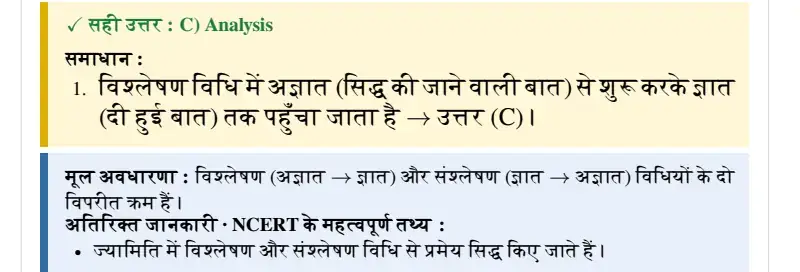 ✓ सही उत्तर : C) Analysis
समाधान :
1. विश्लेषण विधि में अज्ञात (सिद्ध की जाने वाली बात) से शुरू करके ज्ञात
(दी हुई बात) तक पहुँचा जाता है → उत्तर (C)।
मूल अवधारणा : विश्लेषण (अज्ञात → ज्ञात) और संश्लेषण (ज्ञात → अज्ञात) विधियों के दो
विपरीत क्रम हैं।
अतिरिक्त जानकारी · NCERT के महत्वपूर्ण तथ्य :
• ज्यामिति में विश्लेषण और संश्लेषण विधि से प्रमेय सिद्ध किए जाते हैं।